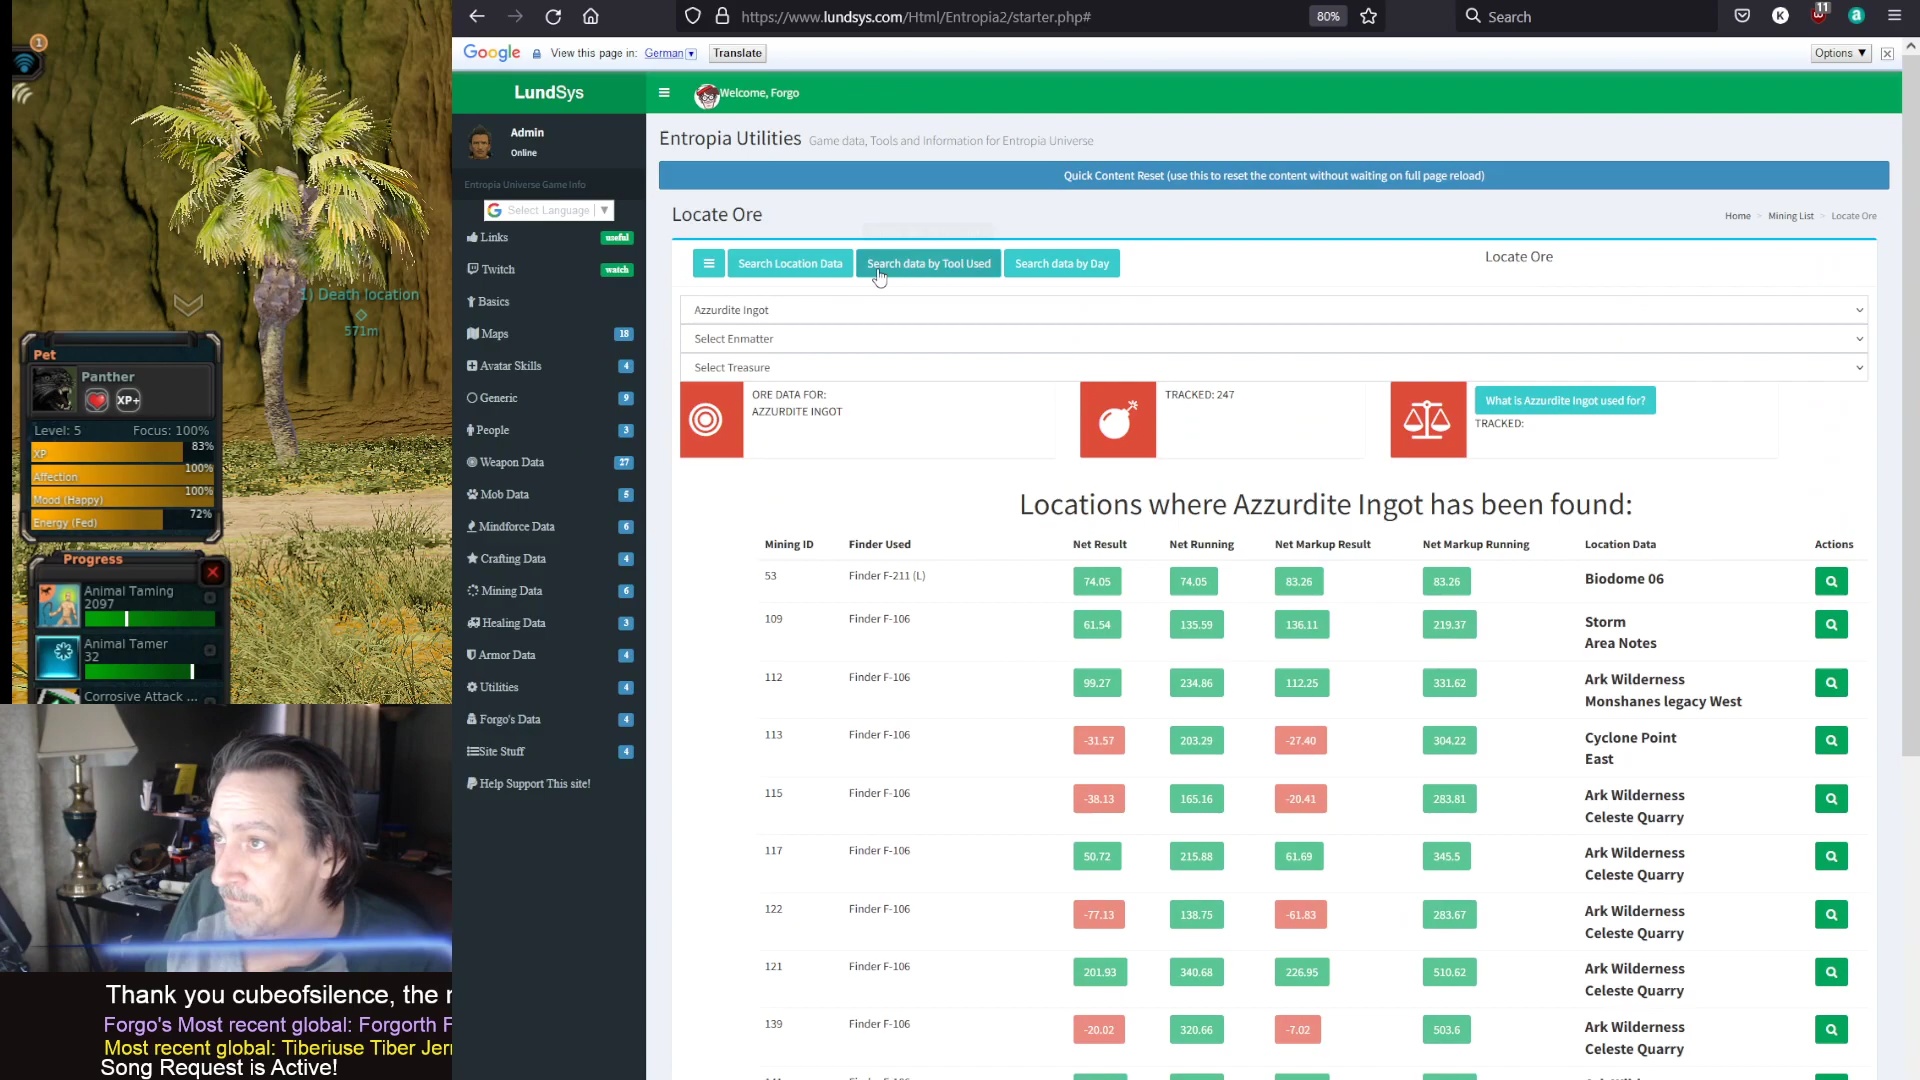 https://www.lundsys.com/Html/Entropia2/starter.php#
80%
Search
K
11
a
Google View this page in: German Translate
Options ▼
LundSys
Welcome, Forgo
Admin
Online
Entropia Universe Game Info
Select Language ▼
Links useful
Twitch watch
Basics
Maps 18
Avatar Skills 4
Generic 9
People 3
Weapon Data 27
Mob Data 5
Mindforce Data 6
Crafting Data 4
Mining Data 6
Healing Data 3
Armor Data 4
Utilities 4
Forgo's Data 4
Site Stuff 4
Help Support This site!
Entropia Utilities Game data, Tools and Information for Entropia Universe
Quick Content Reset (use this to reset the content without waiting on full page reload)
Locate Ore
Home > Mining List > Locate Ore
Search Location Data Search data by Tool Used Search data by Day
Locate Ore
Azzurdite Ingot
Select Enmatter
Select Treasure
ORE DATA FOR:
AZZURDITE INGOT
TRACKED: 247
What is Azzurdite Ingot used for?
TRACKED:
Locations where Azzurdite Ingot has been found:
Mining ID Finder Used Net Result Net Running Net Markup Result Net Markup Running Location Data Actions
53 Finder F-211 (L) 74.05 74.05 83.26 83.26 Biodome 06
109 Finder F-106 61.54 135.59 136.11 219.37 Storm
Area Notes
112 Finder F-106 99.27 234.86 112.25 331.62 Ark Wilderness
Monshanes legacy West
113 Finder F-106 -31.57 203.29 -27.40 304.22 Cyclone Point
East
115 Finder F-106 -38.13 165.16 -20.41 283.81 Ark Wilderness
Celeste Quarry
117 Finder F-106 50.72 215.88 61.69 345.5 Ark Wilderness
Celeste Quarry
122 Finder F-106 -77.13 138.75 -61.83 283.67 Ark Wilderness
Celeste Quarry
121 Finder F-106 201.93 340.68 226.95 510.62 Ark Wilderness
Celeste Quarry
139 Finder F-106 -20.02 320.66 -7.02 503.6 Ark Wilderness
Celeste Quarry
1
1) Death location
571m
Pet
Panther
XP+
Level: 5 Focus: 100%
XP 83%
Affection 100%
Mood (Happy) 100%
Energy (Fed) 72%
Progress
Animal Taming
2097
Animal Tamer
32
Corrosive Attack ...
Thank you cubeofsilence, the
Forgo's Most recent global: Forgorth
Most recent global: Tiberiuse Tiber
Song Request is Active!